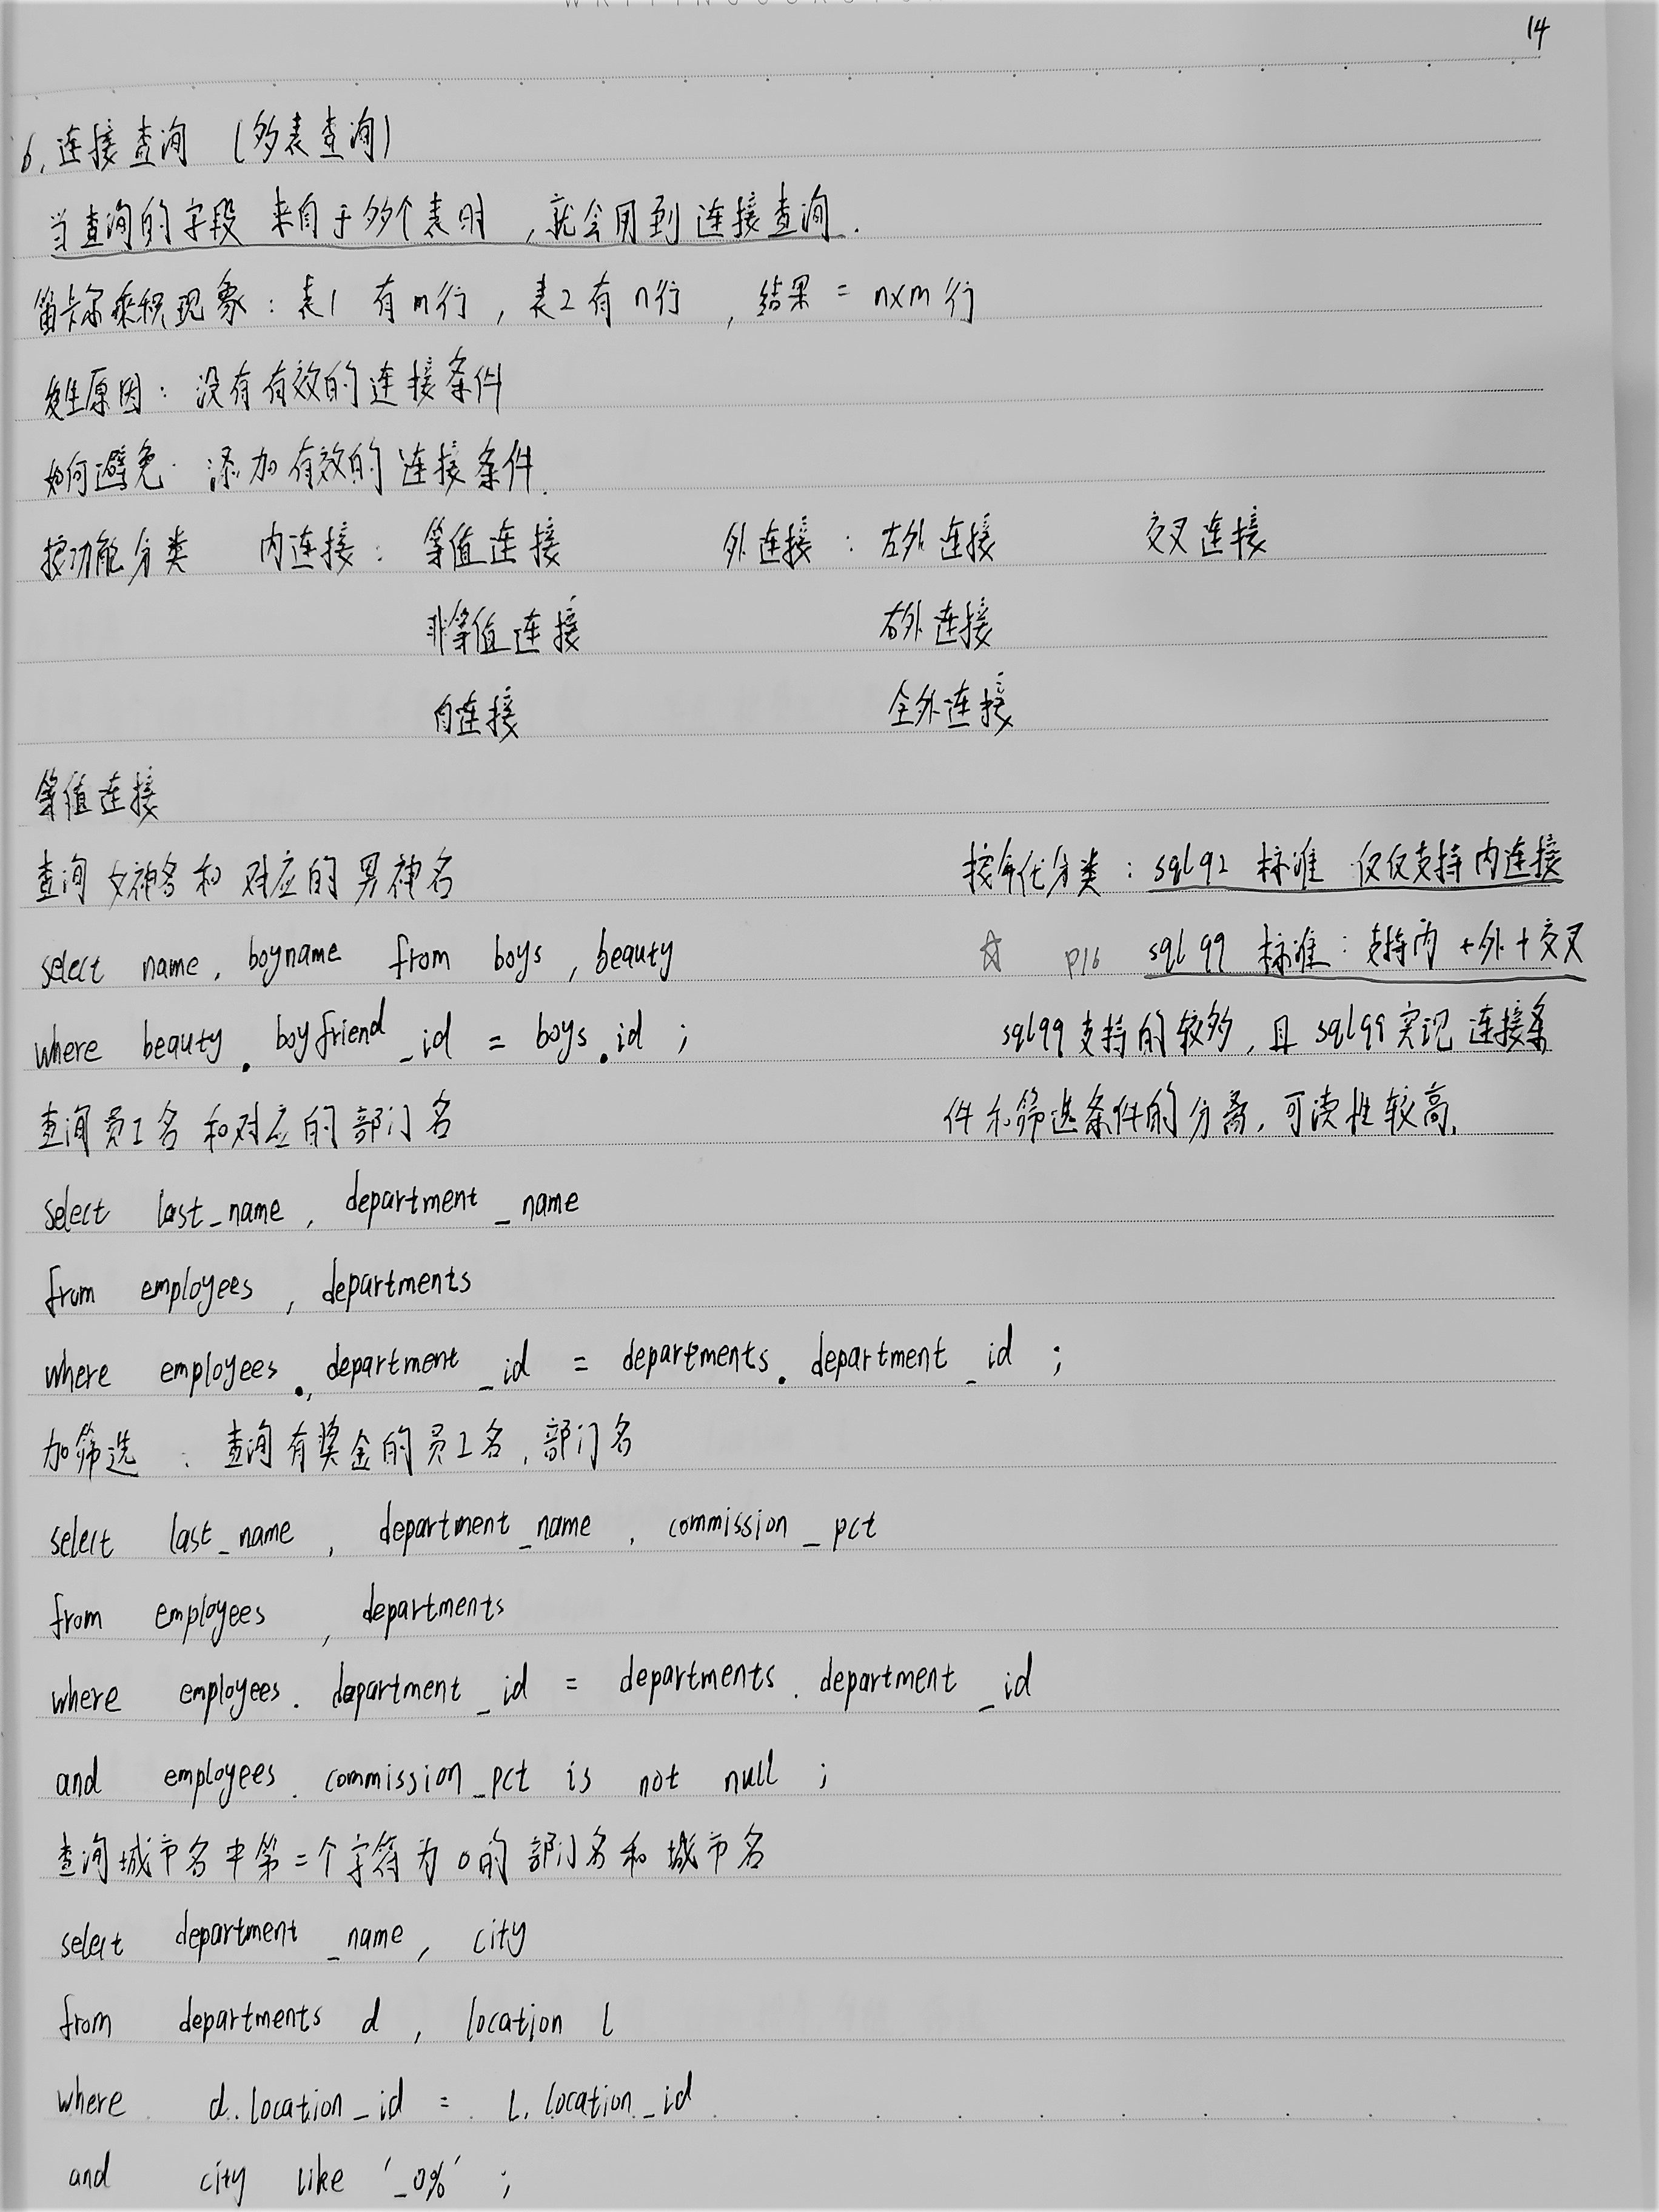 14
6. 连接查询 (多表查询)
当查询的字段 来自于多个表时 ,就会用到连接查询.
笛卡尔乘积现象: 表1 有m行 , 表2有n行 , 结果 = n×m行
发生原因: 没有有效的连接条件
如何避免: 添加有效的连接条件.
按功能分类 内连接: 等值连接 外连接: 左外连接 交叉连接
非等值连接 右外连接
自连接 全外连接
等值连接
查询女神名和对应的男神名 按年代分类: sql92 标准 仅仅支持内连接
select name, boyname from boys, beauty ☆ P16 sql99 标准: 支持内+外+交叉
where beauty.boyfriend_id = boys.id ; sql99支持的较多, 且sql99实现连接条
查询员工名和对应的部门名 件和筛选条件的分离, 可读性较高.
select last_name, department_name
from employees, departments
where employees.department_id = departments.department_id ;
加筛选: 查询有奖金的员工名, 部门名
select last_name, department_name, commission_pct
from employees, departments
where employees.department_id = departments.department_id
and employees.commission_pct is not null ;
查询城市名中第二个字符为o的部门名和城市名
select department_name, city
from departments d, location l
where d.location_id = l.location_id
and city like '_o%' ;